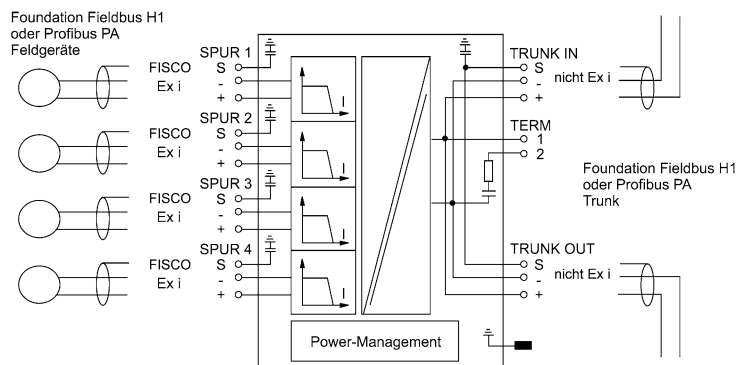 Foundation Fieldbus H1
oder Profibus PA
Feldgeräte
SPUR 1
FISCO
Ex i
S
-
+
SPUR 2
FISCO
Ex i
S
-
+
SPUR 3
FISCO
Ex i
S
-
+
SPUR 4
FISCO
Ex i
S
-
+
I
I
I
I
Power-Management
TRUNK IN
S
-
+
nicht Ex i
TERM
1
2
Foundation Fieldbus H1
oder Profibus PA
Trunk
TRUNK OUT
S
-
+
nicht Ex i